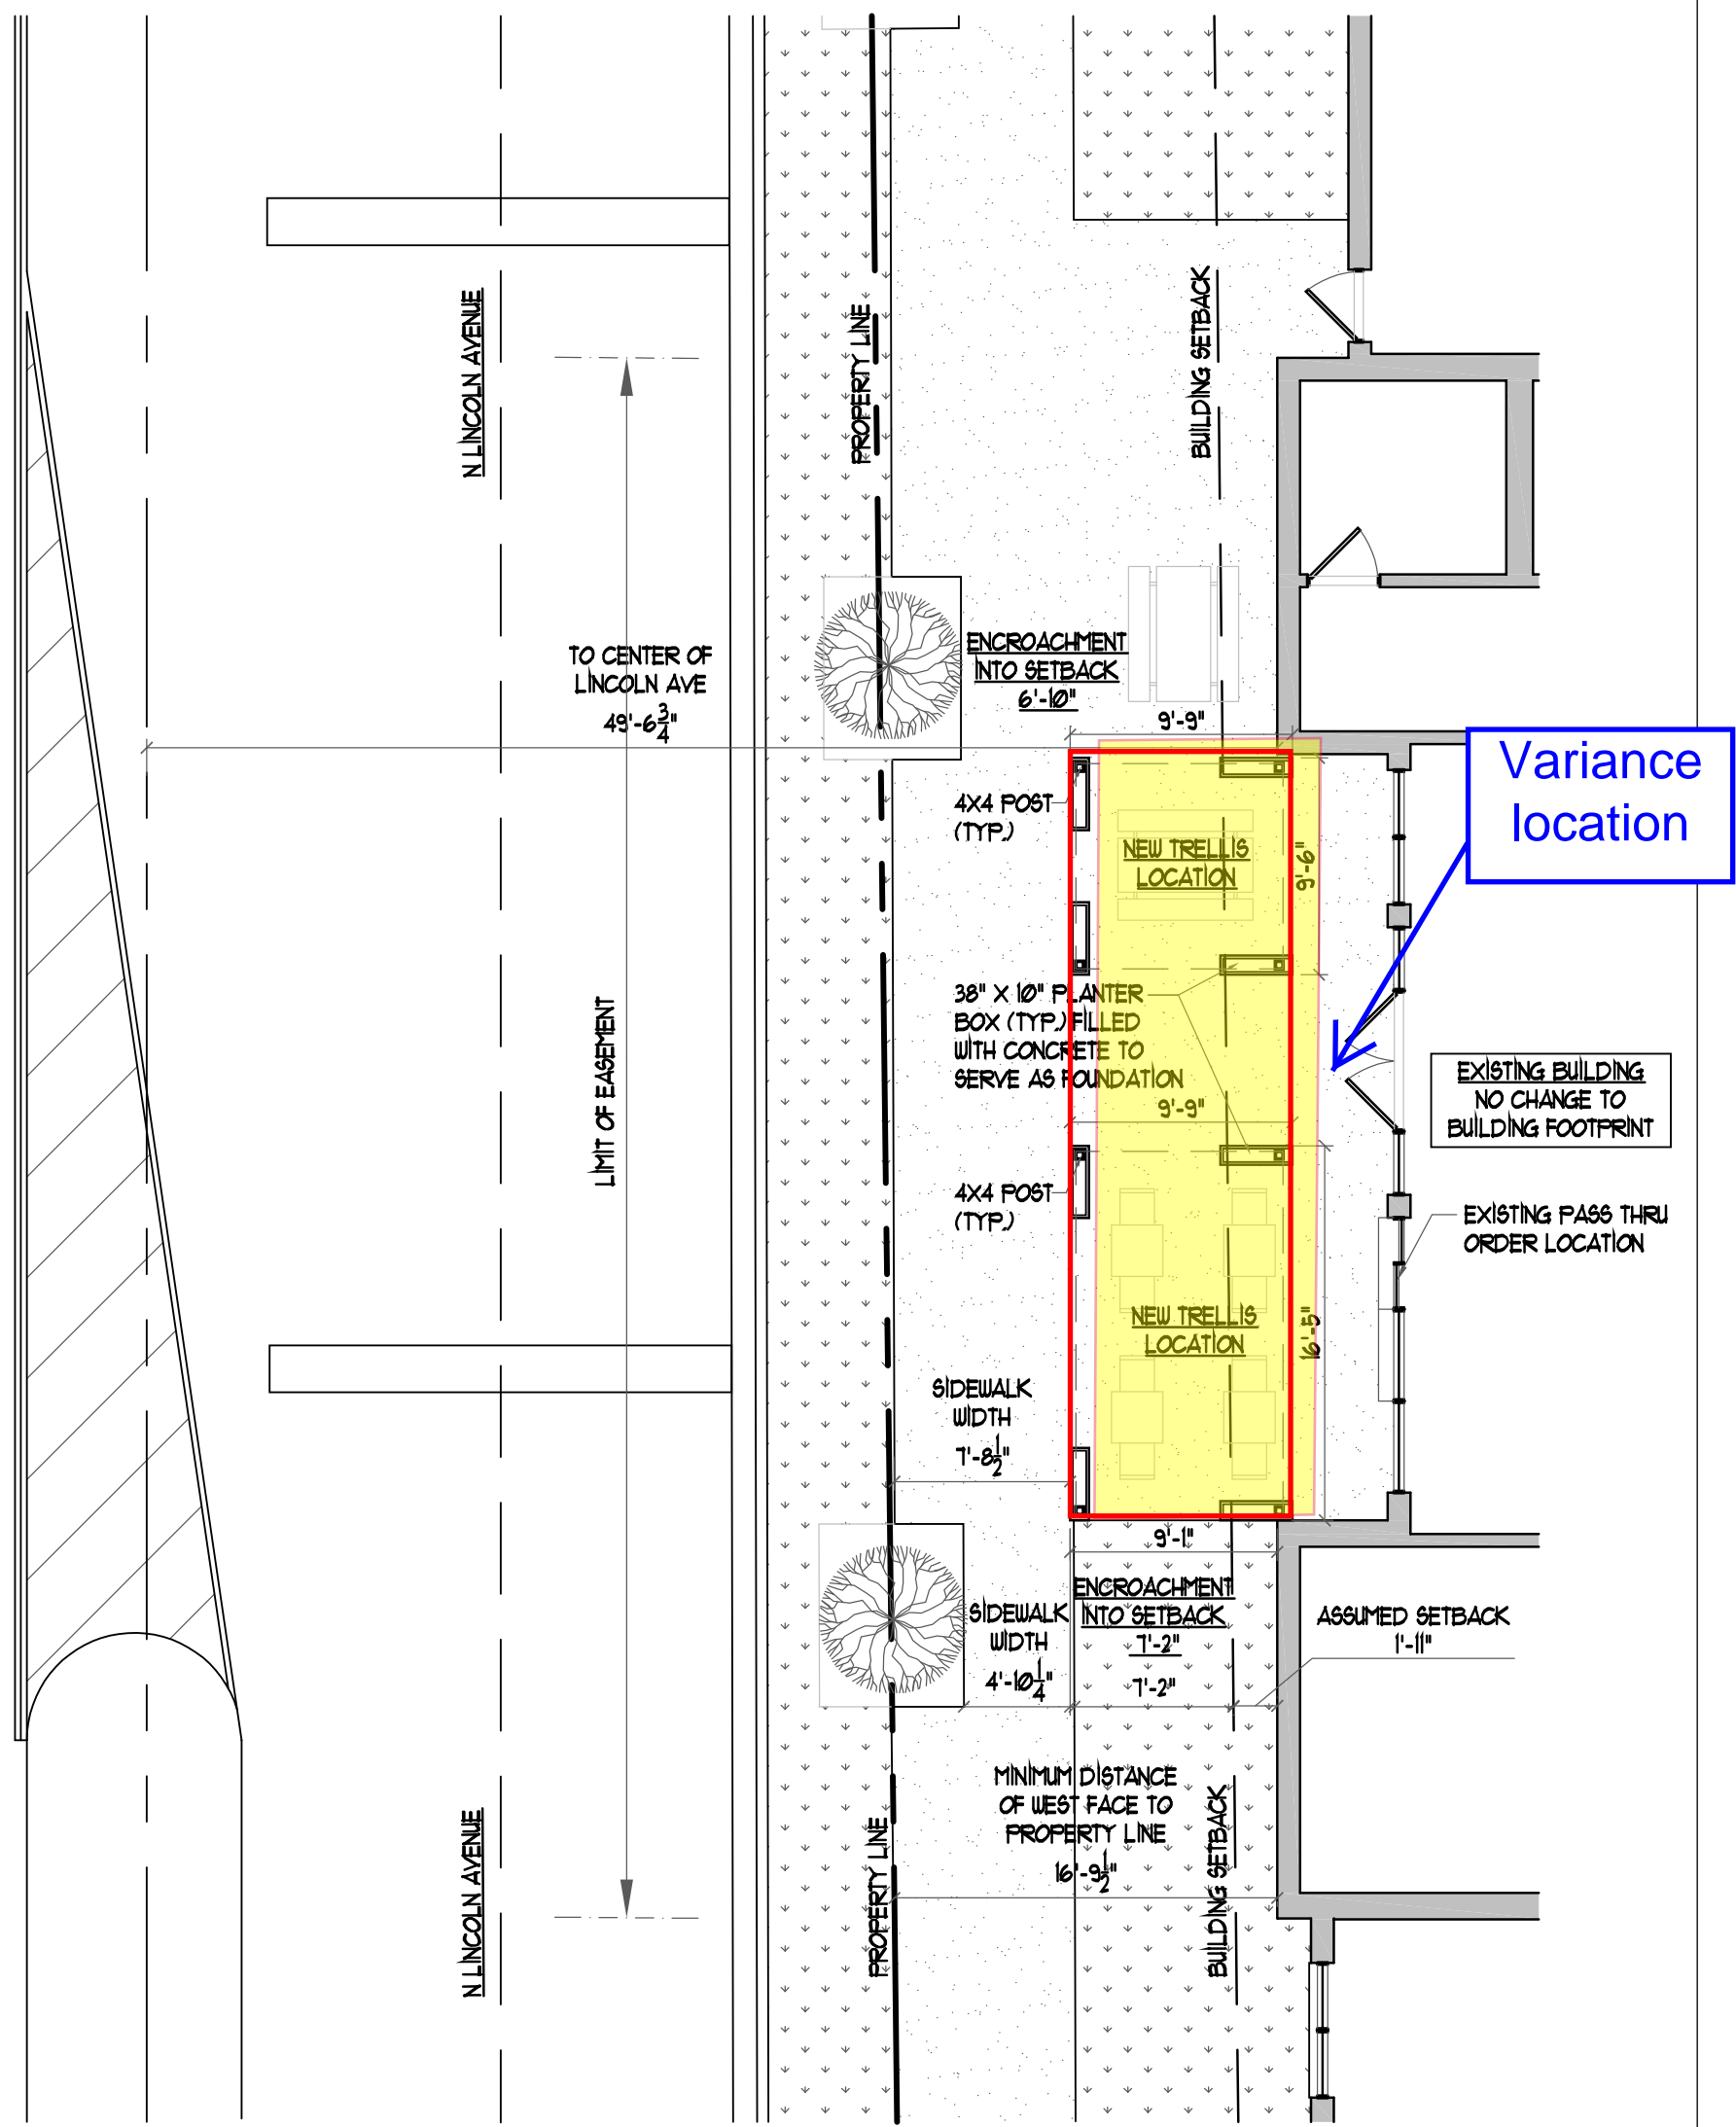 N LINCOLN AVENUE
PROPERTY LINE
BUILDING SETBACK
TO CENTER OF
LINCOLN AVE
49'-6 3/4"
ENCROACHMENT
INTO SETBACK
6'-10"
9'-9"
Variance
location
4X4 POST
(TYP.)
NEW TRELLIS
LOCATION
9'-6"
38" X 10" PLANTER
BOX (TYP.) FILLED
WITH CONCRETE TO
SERVE AS FOUNDATION
9'-9"
LIMIT OF EASEMENT
EXISTING BUILDING
NO CHANGE TO
BUILDING FOOTPRINT
4X4 POST
(TYP.)
EXISTING PASS THRU
ORDER LOCATION
NEW TRELLIS
LOCATION
16'-5"
SIDEWALK
WIDTH
7'-8 1/2"
9'-1"
ENCROACHMENT
INTO SETBACK
7'-2"
7'-2"
SIDEWALK
WIDTH
4'-10 1/4"
ASSUMED SETBACK
1'-11"
MINIMUM DISTANCE
OF WEST FACE TO
PROPERTY LINE
16'-9 1/2"
N LINCOLN AVENUE
PROPERTY LINE
BUILDING SETBACK